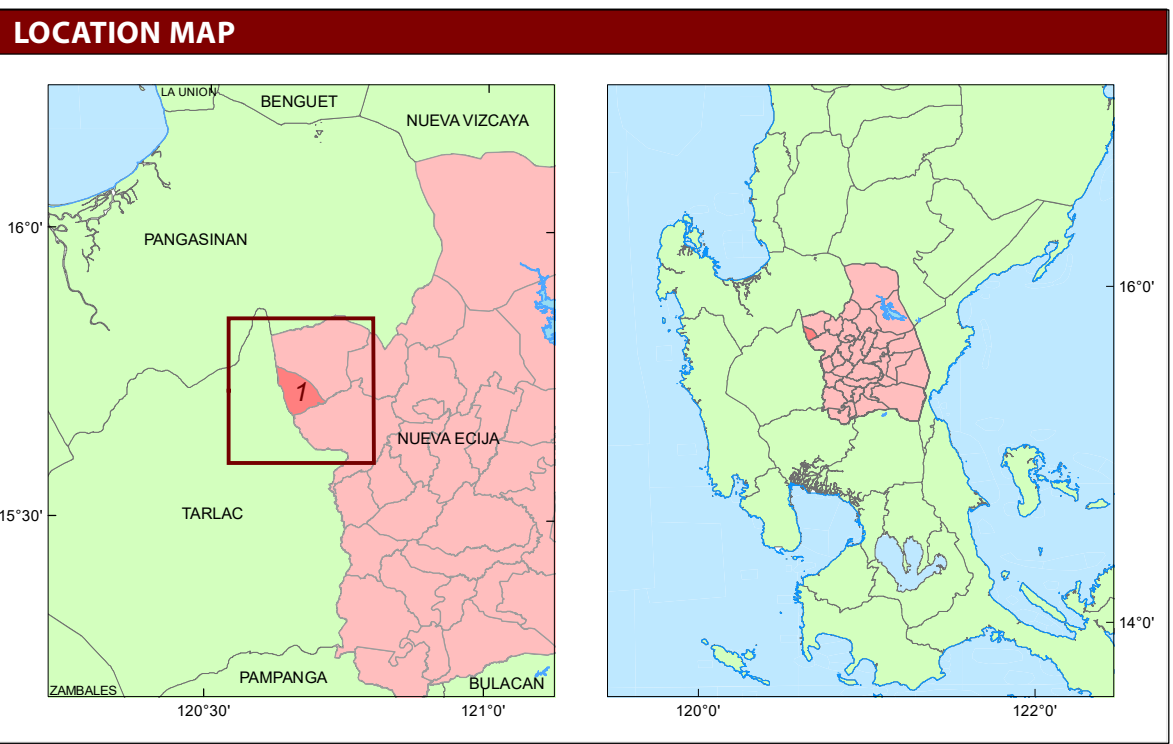 LOCATION MAP
LA UNION
BENGUET
NUEVA VIZCAYA
16°0'
PANGASINAN
16°0'
1
NUEVA ECIJA
15°30'
TARLAC
14°0'
PAMPANGA
BULACAN
ZAMBALES
120°30'
121°0'
120°0'
122°0'